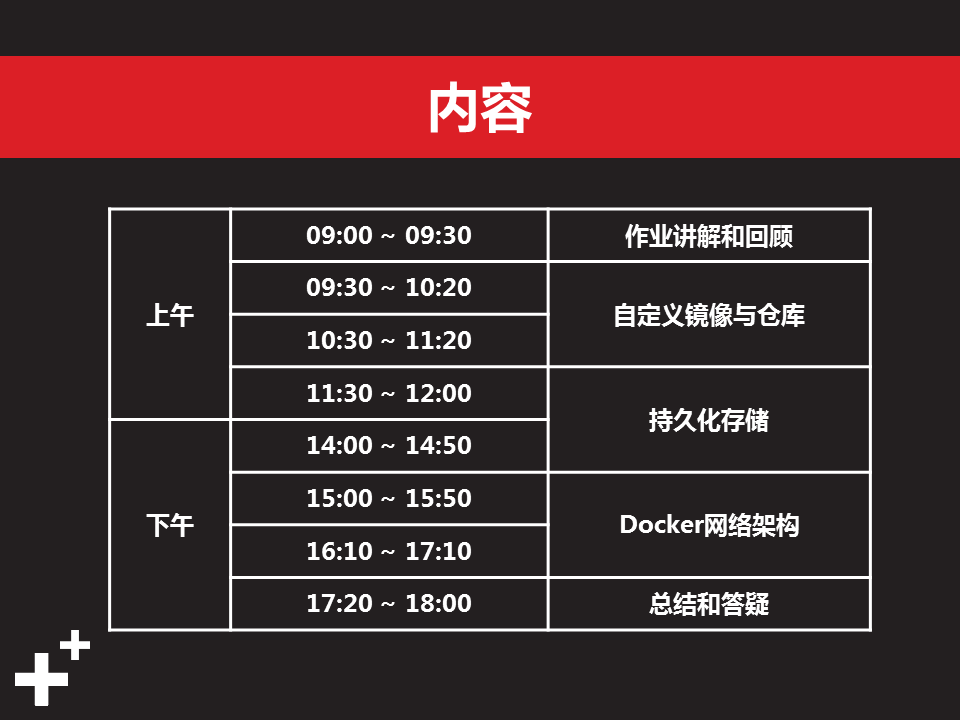 内容
上午
09:00 ~ 09:30
作业讲解和回顾
09:30 ~ 10:20
自定义镜像与仓库
10:30 ~ 11:20
11:30 ~ 12:00
持久化存储
下午
14:00 ~ 14:50
15:00 ~ 15:50
Docker网络架构
16:10 ~ 17:10
17:20 ~ 18:00
总结和答疑